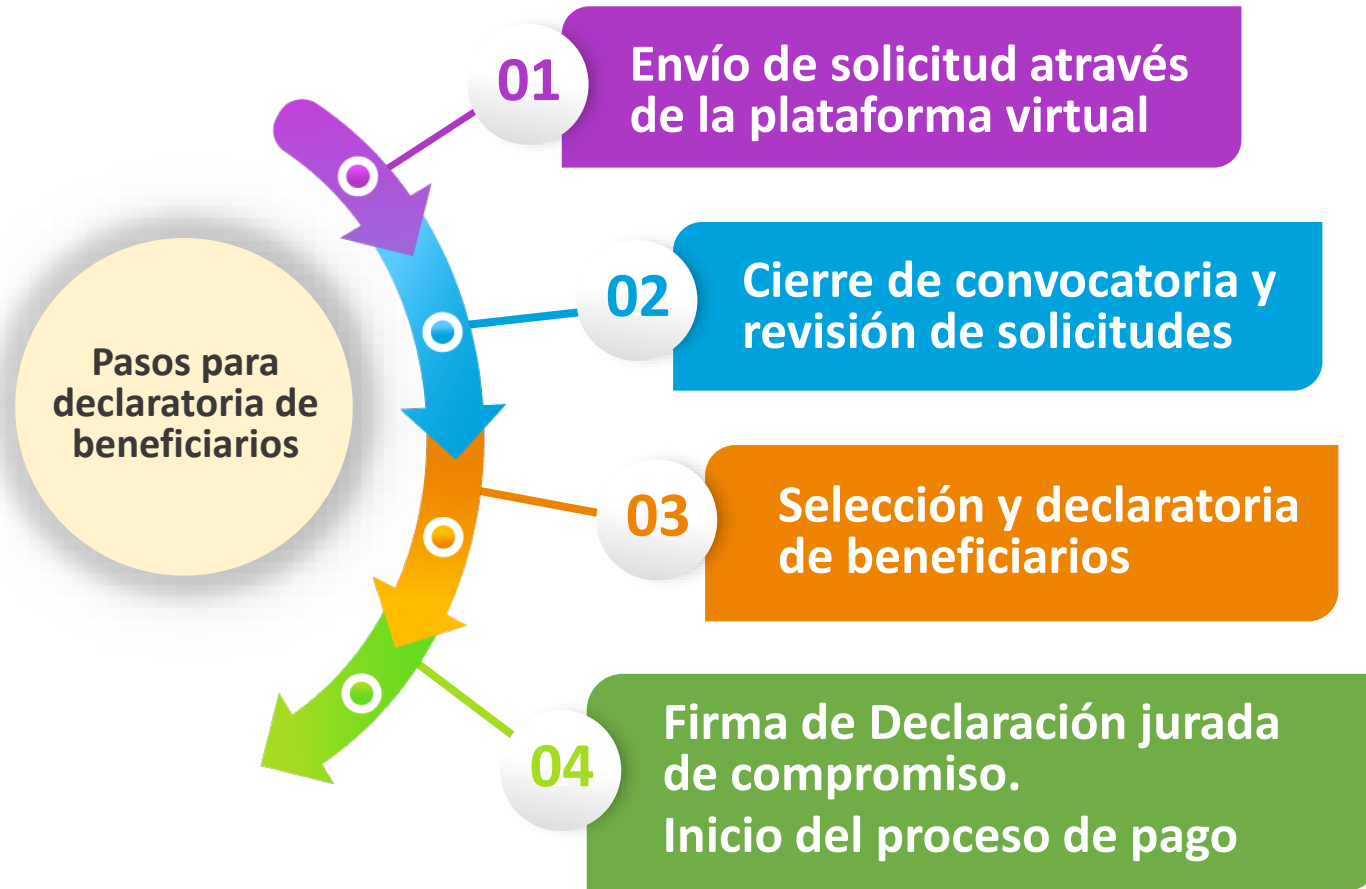 01
Envío de solicitud através
de la plataforma virtual
02
Cierre de convocatoria y
revisión de solicitudes
Pasos para
declaratoria de
beneficiarios
03
Selección y declaratoria
de beneficiarios
04
Firma de Declaración jurada
de compromiso.
Inicio del proceso de pago